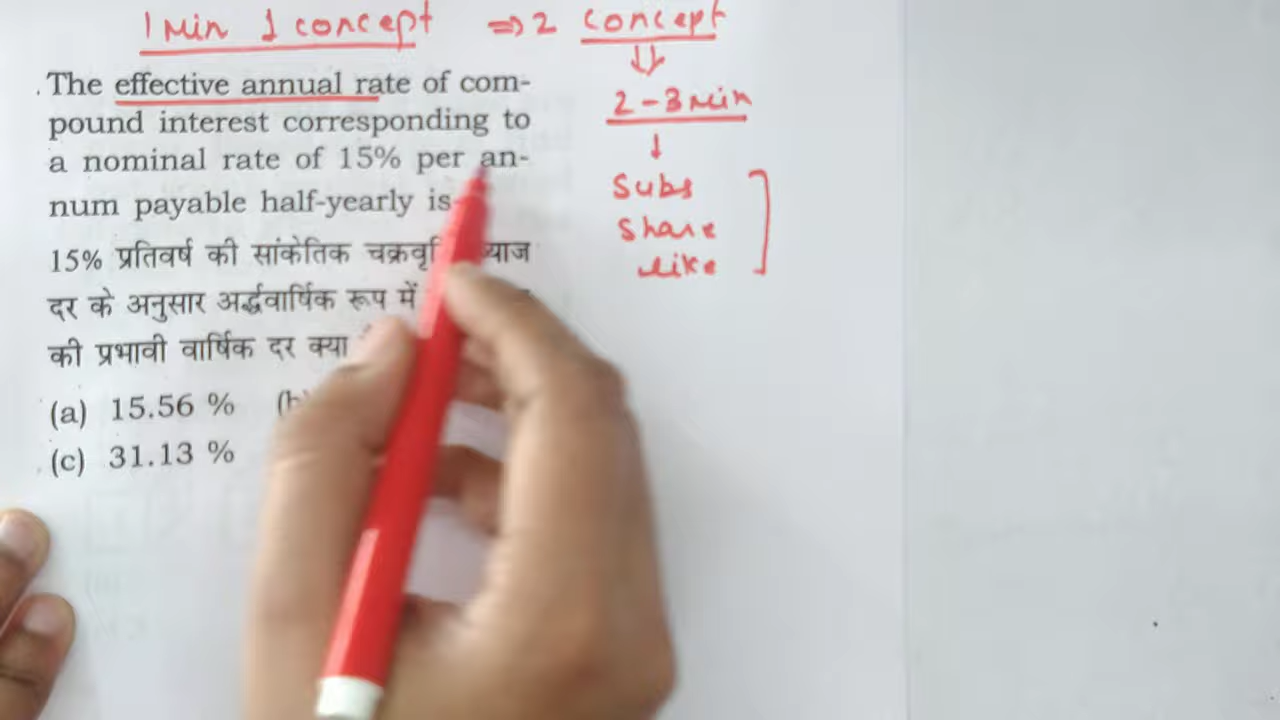 1 Min 1 concept ⇒ 2 concept
2-3 min
Subs
Share
like
.The effective annual rate of com-
pound interest corresponding to
a nominal rate of 15% per an-
num payable half-yearly is
15% प्रतिवर्ष की सांकेतिक
दर के अनुसार अर्द्धवार्षिक रूप में
की प्रभावी वार्षिक दर क्या
(a) 15.56 %
(c) 31.13 %